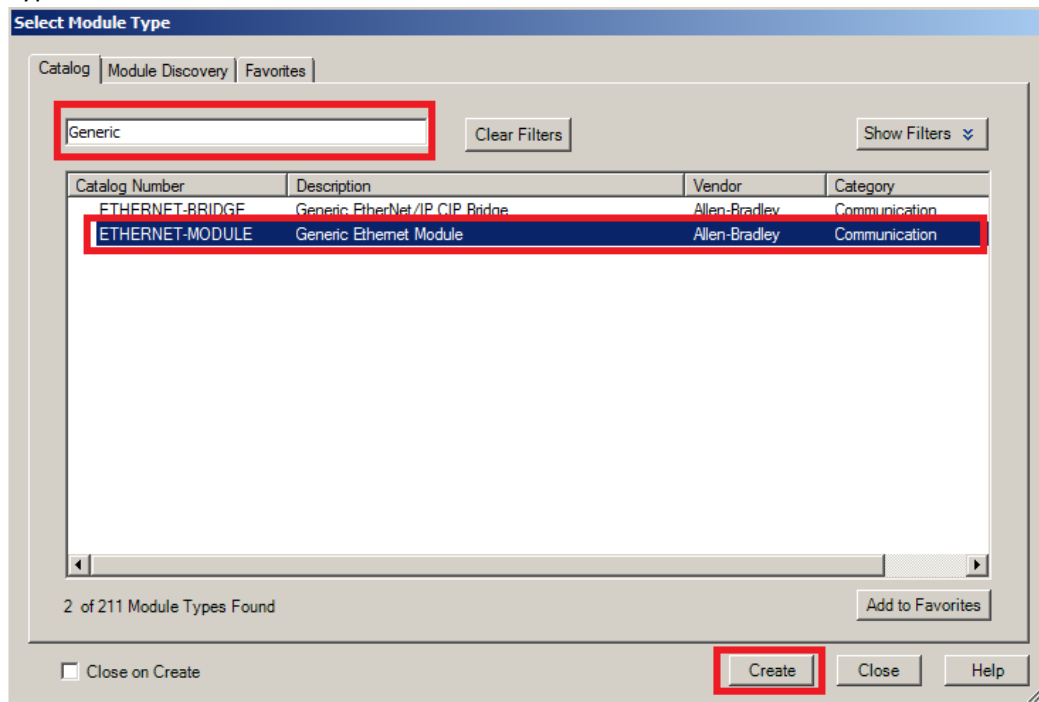 Select Module Type
Catalog Module Discovery Favorites
Generic Clear Filters Show Filters
Catalog Number Description Vendor Category
ETHERNET-BRIDGE Generic EtherNet/IP CIP Bridge Allen-Bradley Communication
ETHERNET-MODULE Generic Ethernet Module Allen-Bradley Communication
2 of 211 Module Types Found Add to Favorites
Close on Create Create Close Help